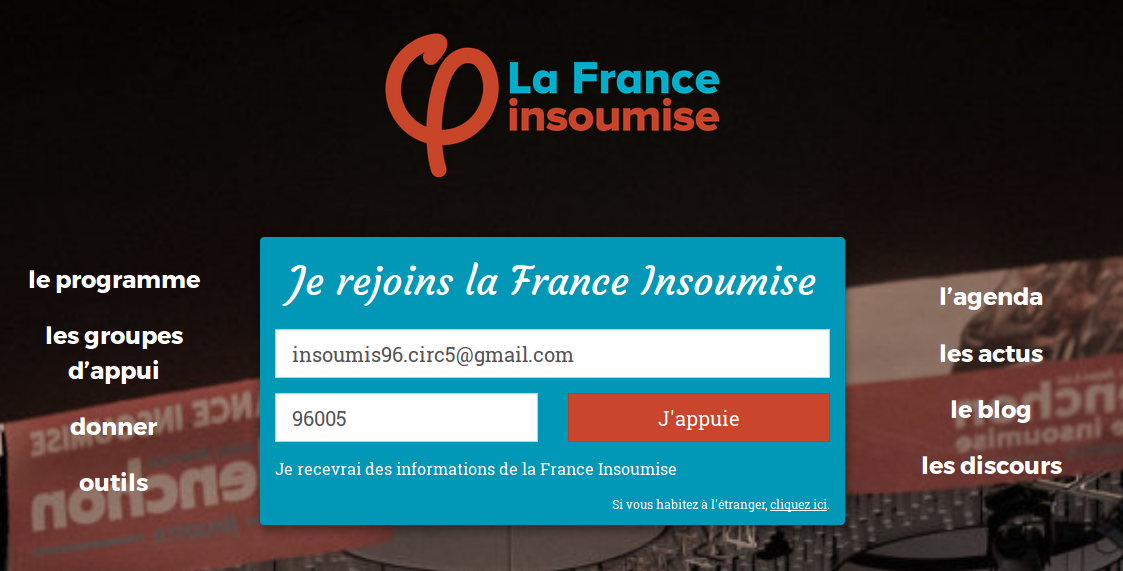 La France
insoumise
le programme
les groupes
d'appui
donner
outils
Je rejoins la France Insoumise
insoumis96.circ5@gmail.com
96005
J'appuie
Je recevrai des informations de la France Insoumise
Si vous habitez à l'étranger, cliquez ici.
l'agenda
les actus
le blog
les discours